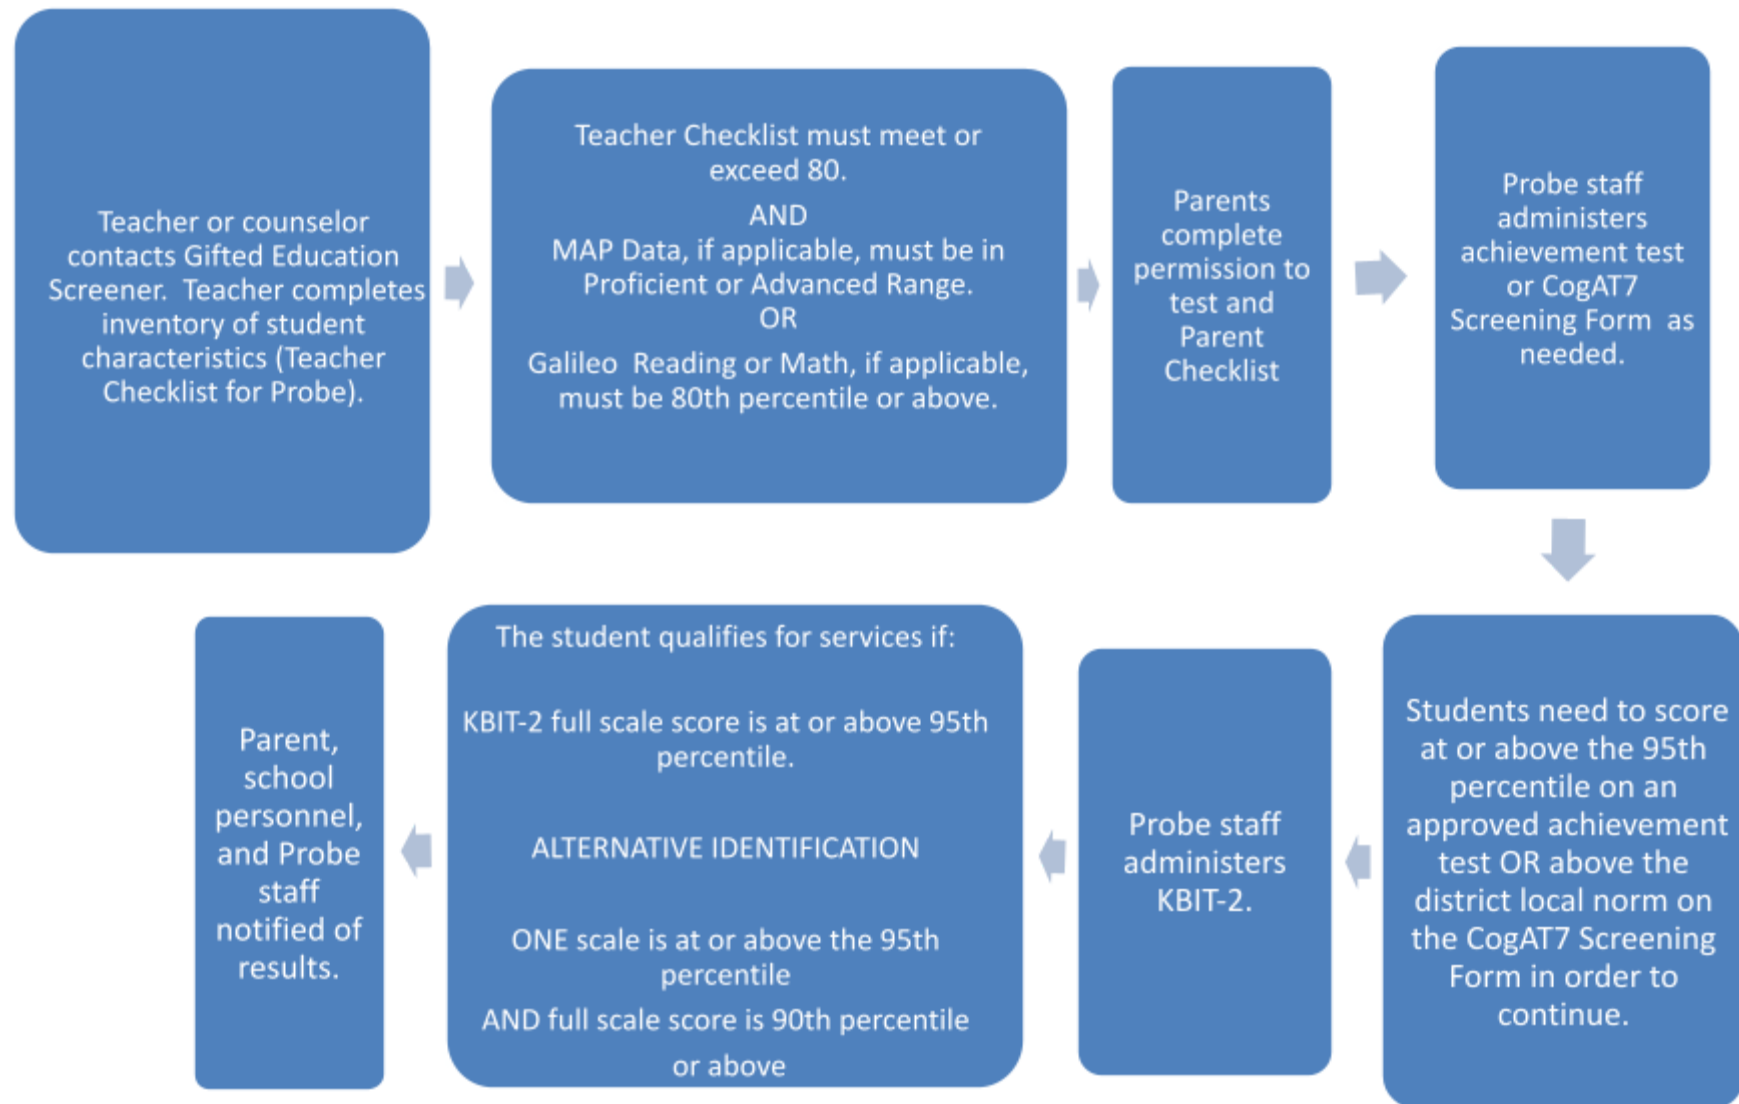 Teacher or counselor
contacts Gifted Education
Screener.  Teacher completes
inventory of student
characteristics (Teacher
Checklist for Probe).
Teacher Checklist must meet or
exceed 80.
AND
MAP Data, if applicable, must be in
Proficient or Advanced Range.
OR
Galileo  Reading or Math, if applicable,
must be 80th percentile or above.
Parents
complete
permission to
test and
Parent
Checklist
Probe staff
administers
achievement test
or CogAT7
Screening Form  as
needed.
Students need to score
at or above the 95th
percentile on an
approved achievement
test OR above the
district local norm on
the CogAT7 Screening
Form in order to
continue.
Probe staff
administers
KBIT-2.
The student qualifies for services if:
KBIT-2 full scale score is at or above 95th
percentile.
ALTERNATIVE IDENTIFICATION
ONE scale is at or above the 95th
percentile
AND full scale score is 90th percentile
or above
Parent,
school
personnel,
and Probe
staff
notified of
results.